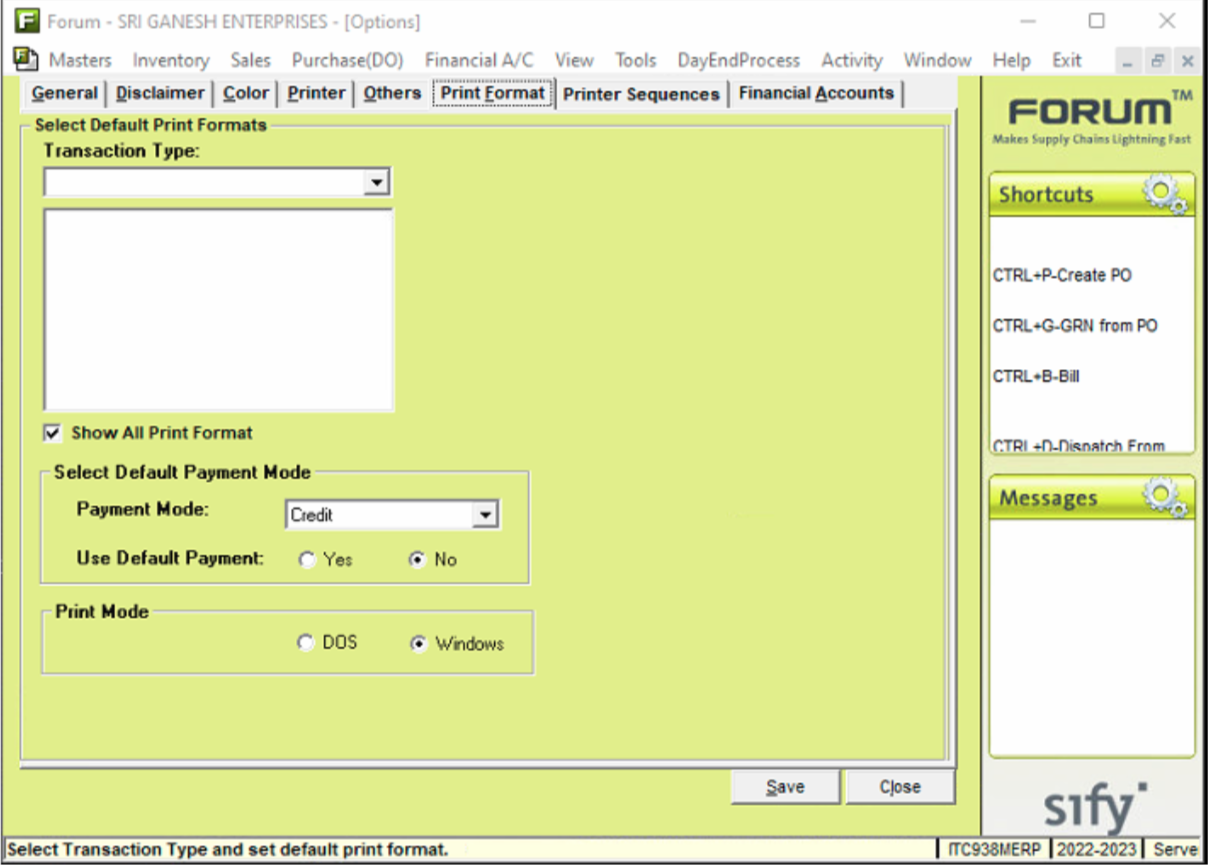 Forum - SRI GANESH ENTERPRISES - [Options]
Masters Inventory Sales Purchase(DO) Financial A/C View Tools DayEndProcess Activity Window Help Exit
General Disclaimer Color Printer Others Print Format Printer Sequences Financial Accounts
Select Default Print Formats
Transaction Type:
Show All Print Format
Select Default Payment Mode
Payment Mode: Credit
Use Default Payment: Yes No
Print Mode
DOS Windows
Save Close
FORUM TM
Makes Supply Chains Lightning Fast
Shortcuts
CTRL+P-Create PO
CTRL+G-GRN from PO
CTRL+B-Bill
CTRL+D-Dispatch From
Messages
sify
Select Transaction Type and set default print format. ITC938MERP 2022-2023 Serve